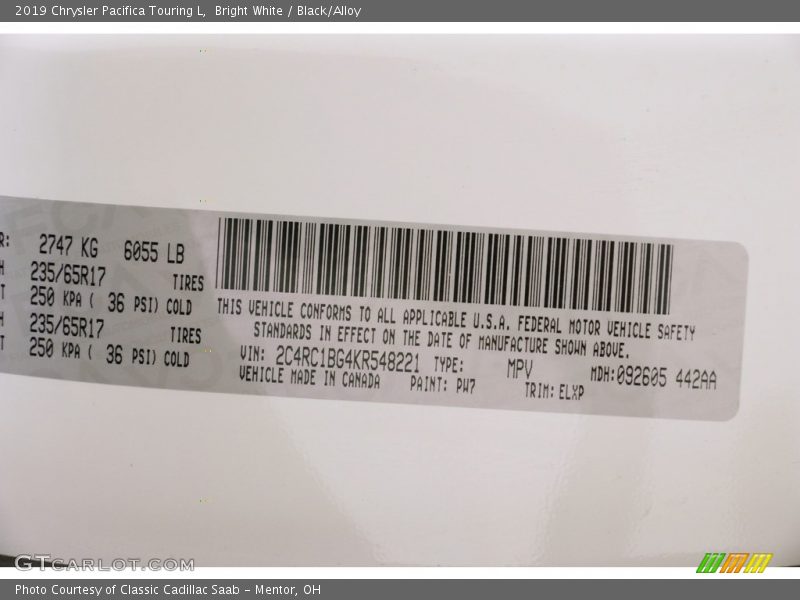 2019 Chrysler Pacifica Touring L, Bright White / Black/Alloy
R: 2747 KG 6055 LB
H 235/65R17 TIRES
T 250 KPA ( 36 PSI) COLD
H 235/65R17 TIRES
T 250 KPA ( 36 PSI) COLD
THIS VEHICLE CONFORMS TO ALL APPLICABLE U.S.A. FEDERAL MOTOR VEHICLE SAFETY
STANDARDS IN EFFECT ON THE DATE OF MANUFACTURE SHOWN ABOVE.
VIN: 2C4RC1BG4KR548221 TYPE: MPV MDH:092605 442AA
VEHICLE MADE IN CANADA PAINT: PW7 TRIM: ELXP
GTCARLOT.COM
Photo Courtesy of Classic Cadillac Saab - Mentor, OH